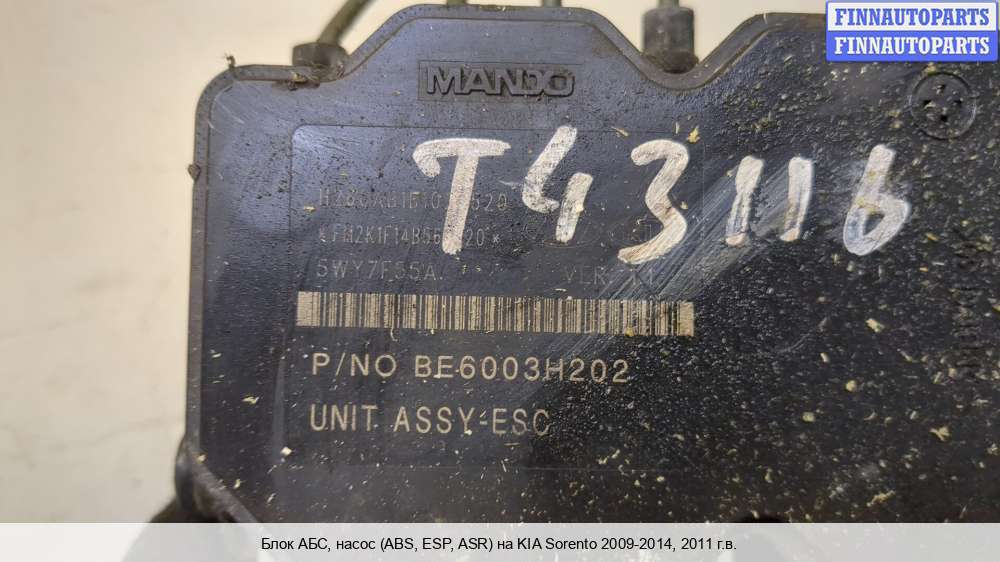 FINNAUTOPARTS
FINNAUTOPARTS
MANDO
T43116
5WY7F55A
P/NO BE6003H202
UNIT ASSY-ESC
Блок АБС, насос (ABS, ESP, ASR) на KIA Sorento 2009-2014, 2011 г.в.